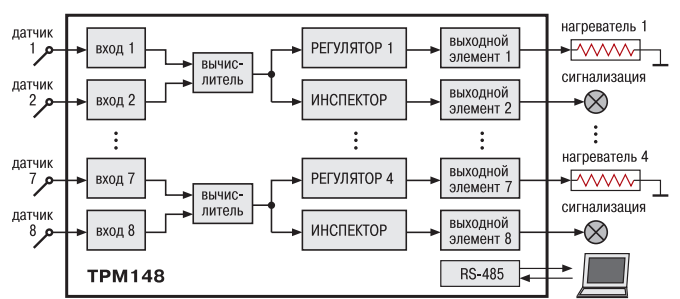 датчик 1
вход 1
вычис-
литель
РЕГУЛЯТОР 1
выходной
элемент 1
нагреватель 1
датчик 2
вход 2
ИНСПЕКТОР
выходной
элемент 2
сигнализация
датчик 7
вход 7
вычис-
литель
РЕГУЛЯТОР 4
выходной
элемент 7
нагреватель 4
датчик 8
вход 8
ИНСПЕКТОР
выходной
элемент 8
сигнализация
ТРМ148
RS-485